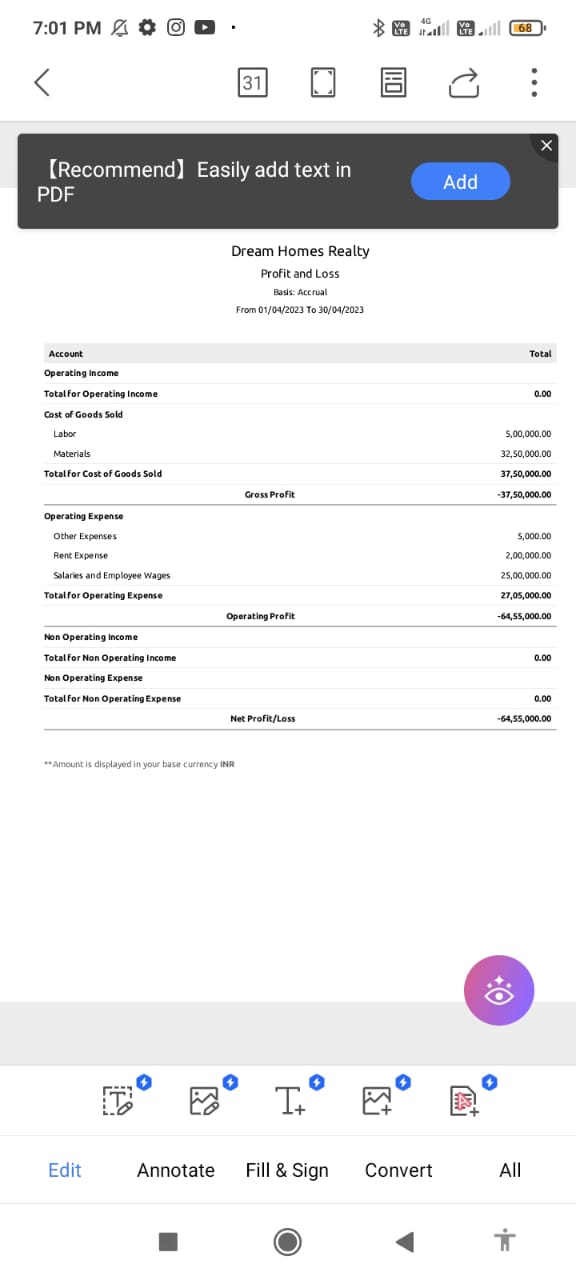 7:01 PM
Vo LTE 4G Vo LTE 68
31
【Recommend】Easily add text in PDF
Add
Dream Homes Realty
Profit and Loss
Basis: Accrual
From 01/04/2023 To 30/04/2023
Account Total
Operating Income
Total for Operating Income 0.00
Cost of Goods Sold
Labor 5,00,000.00
Materials 32,50,000.00
Total for Cost of Goods Sold 37,50,000.00
Gross Profit -37,50,000.00
Operating Expense
Other Expenses 5,000.00
Rent Expense 2,00,000.00
Salaries and Employee Wages 25,00,000.00
Total for Operating Expense 27,05,000.00
Operating Profit -64,55,000.00
Non Operating Income
Total for Non Operating Income 0.00
Non Operating Expense
Total for Non Operating Expense 0.00
Net Profit/Loss -64,55,000.00
**Amount is displayed in your base currency INR
Edit Annotate Fill & Sign Convert All